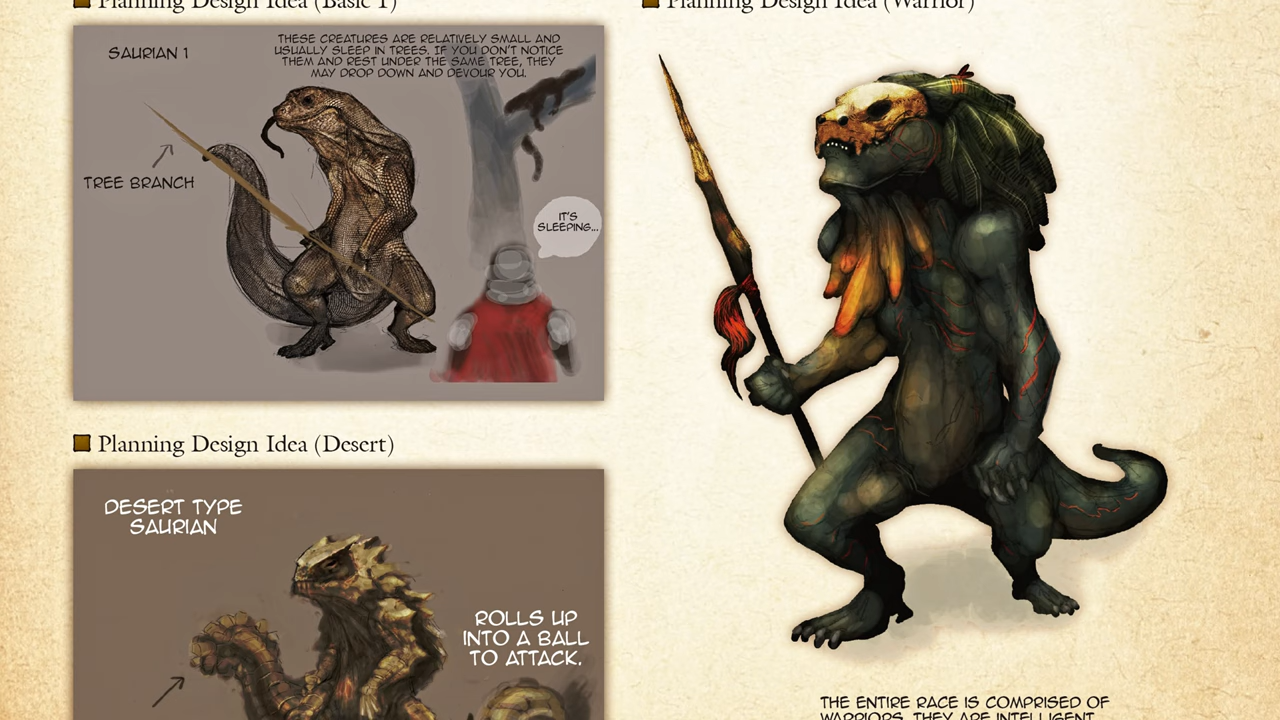 Planning Design Idea (Basic 1)
SAURIAN 1
THESE CREATURES ARE RELATIVELY SMALL AND
USUALLY SLEEP IN TREES. IF YOU DON'T NOTICE
THEM AND REST UNDER THE SAME TREE, THEY
MAY DROP DOWN AND DEVOUR YOU.
TREE BRANCH
IT'S
SLEEPING...
Planning Design Idea (Desert)
DESERT TYPE
SAURIAN
ROLLS UP
INTO A BALL
TO ATTACK.
Planning Design Idea (Warrior)
THE ENTIRE RACE IS COMPRISED OF
WARRIORS. THEY ARE INTELLIGENT